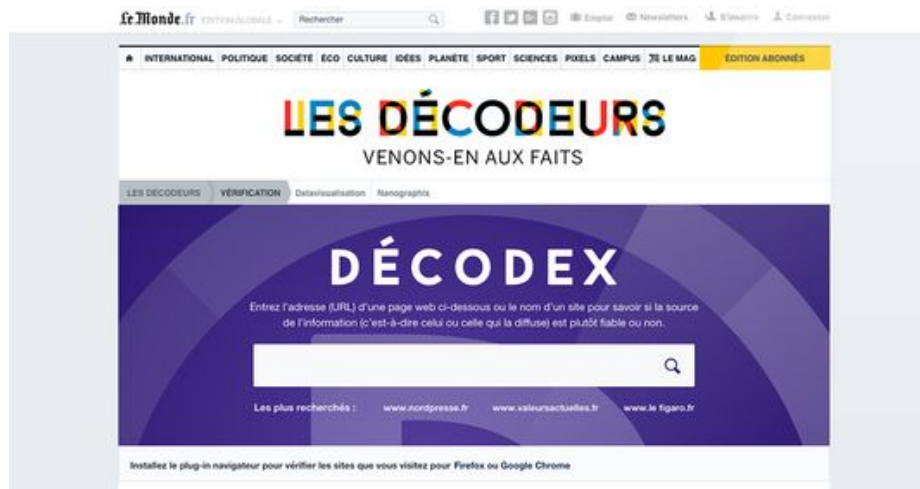 Le Monde.fr ÉDITION GLOBALE Rechercher Emploi Newsletters S'inscrire Connexion
INTERNATIONAL POLITIQUE SOCIÉTÉ ÉCO CULTURE IDÉES PLANÈTE SPORT SCIENCES PIXELS CAMPUS LE MAG ÉDITION ABONNÉS
LES DÉCODEURS
VENONS-EN AUX FAITS
LES DÉCODEURS VÉRIFICATION Datavisualisation Nanographix
DÉCODEX
Entrez l'adresse (URL) d'une page web ci-dessous ou le nom d'un site pour savoir si la source
de l'information (c'est-à-dire celui ou celle qui la diffuse) est plutôt fiable ou non.
Les plus recherchés : www.nordpresse.fr www.valeursactuelles.fr www.le figaro.fr
Installez le plug-in navigateur pour vérifier les sites que vous visitez pour Firefox ou Google Chrome